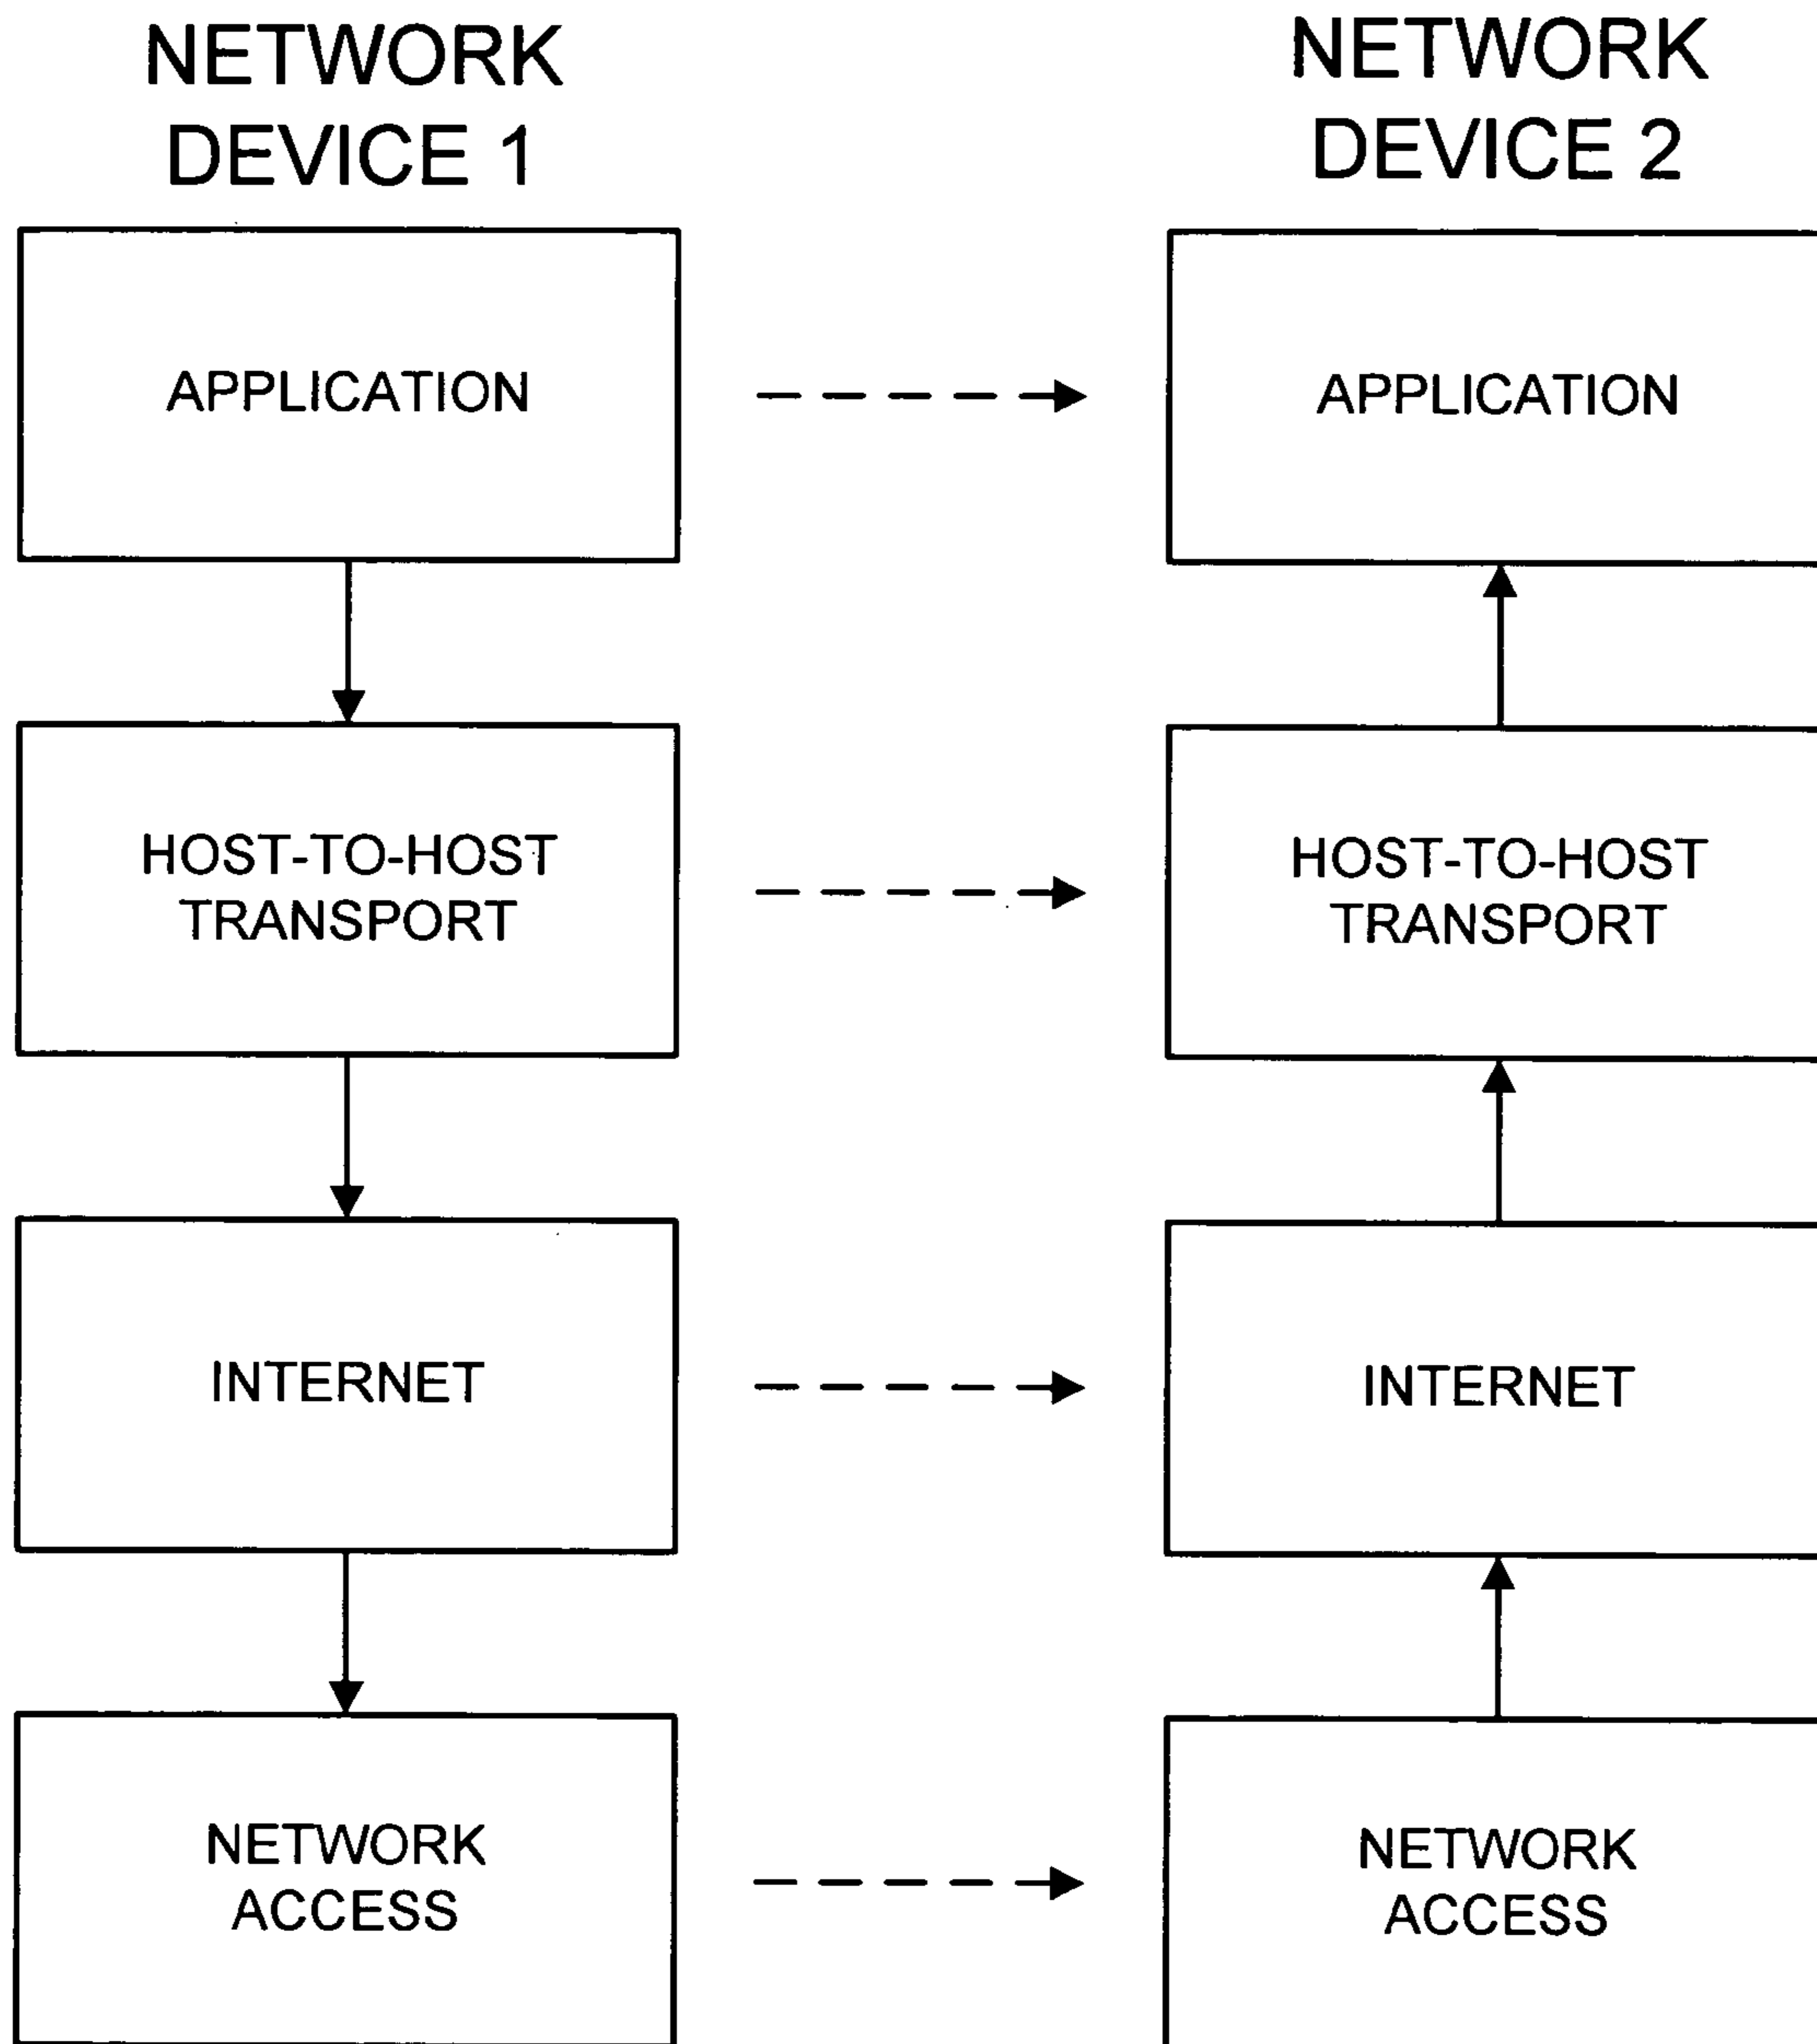 NETWORK
DEVICE 1
NETWORK
DEVICE 2
APPLICATION
APPLICATION
HOST-TO-HOST
TRANSPORT
HOST-TO-HOST
TRANSPORT
INTERNET
INTERNET
NETWORK
ACCESS
NETWORK
ACCESS